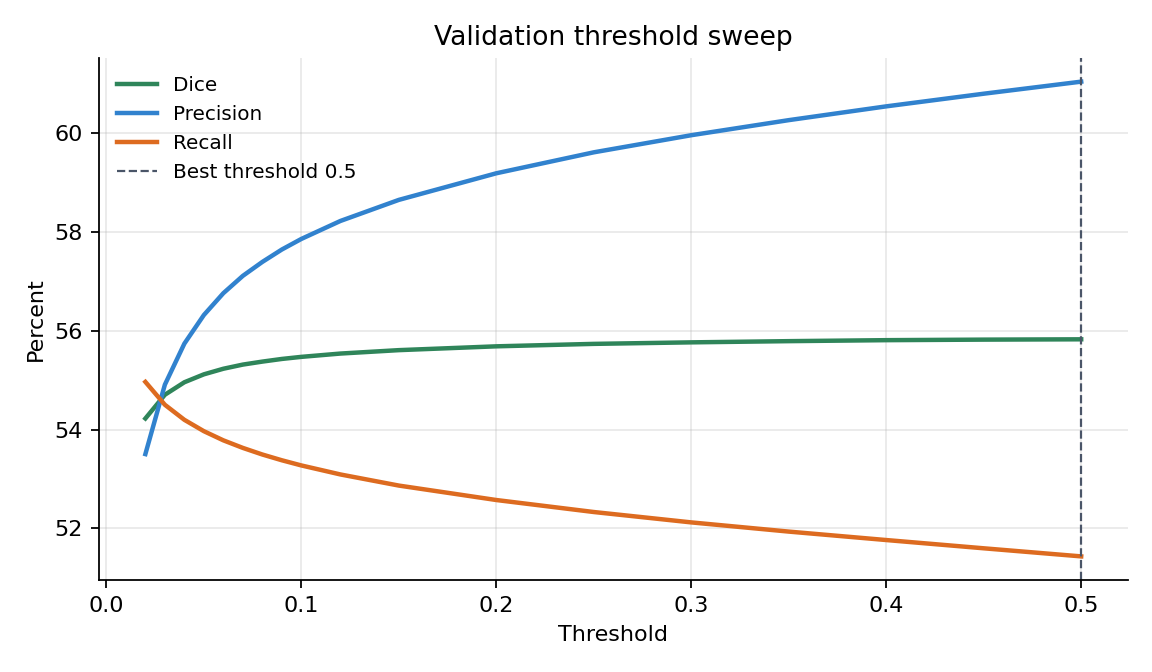 Validation threshold sweep
Dice
Precision
Recall
Best threshold 0.5
Percent
60
58
56
54
52
0.0 0.1 0.2 0.3 0.4 0.5
Threshold